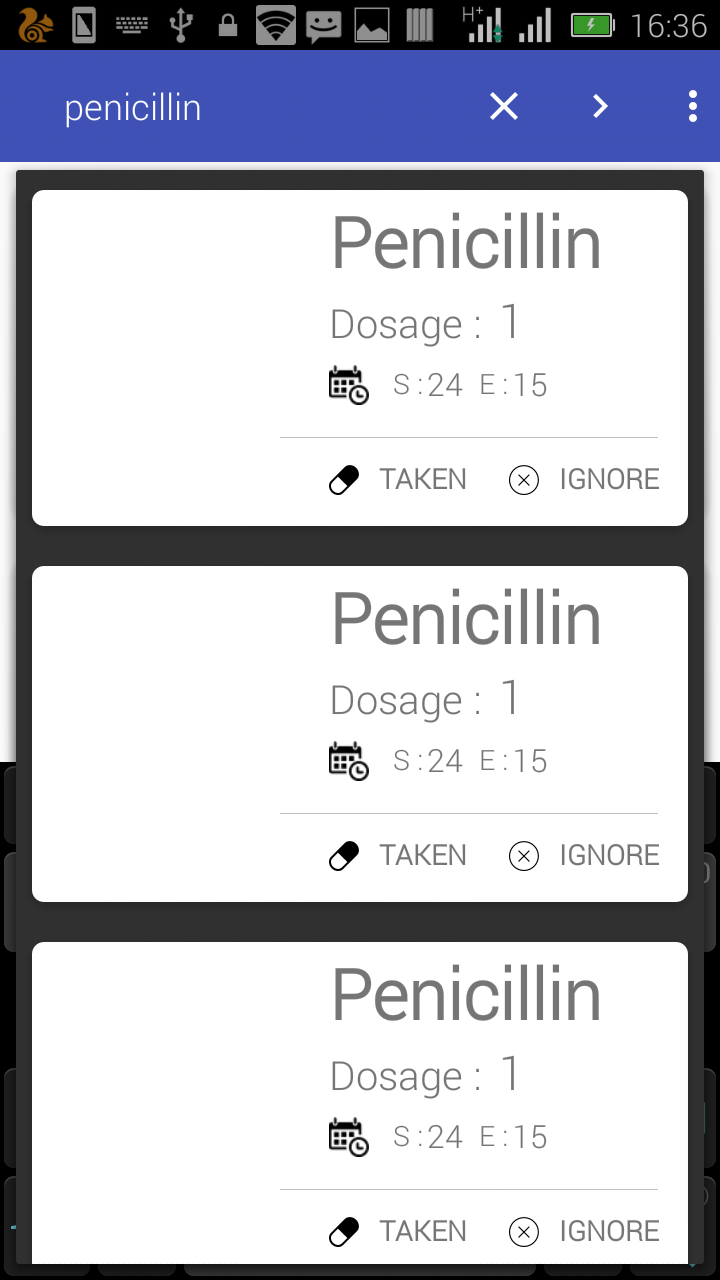 H+ 16:36
penicillin
Penicillin
Dosage : 1
S : 24 E : 15
TAKEN IGNORE
Penicillin
Dosage : 1
S : 24 E : 15
TAKEN IGNORE
Penicillin
Dosage : 1
S : 24 E : 15
TAKEN IGNORE